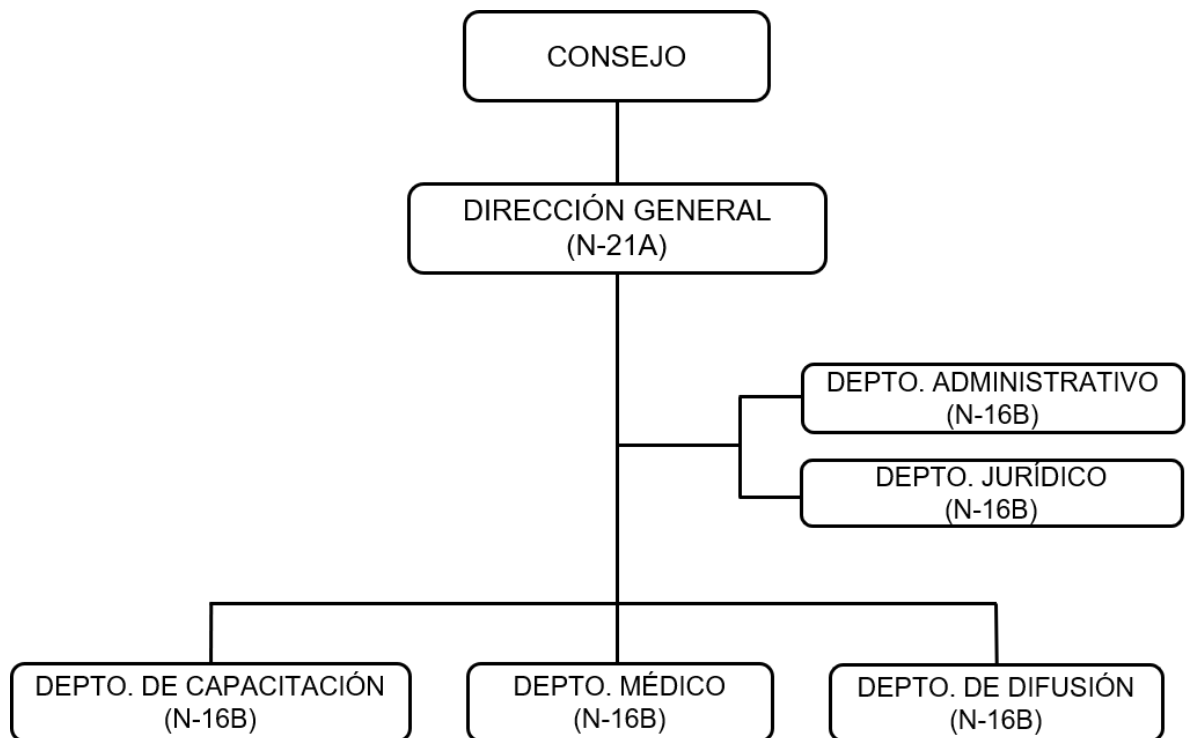 CONSEJO
DIRECCIÓN GENERAL
(N-21A)
DEPTO. ADMINISTRATIVO
(N-16B)
DEPTO. JURÍDICO
(N-16B)
DEPTO. DE CAPACITACIÓN
(N-16B)
DEPTO. MÉDICO
(N-16B)
DEPTO. DE DIFUSIÓN
(N-16B)